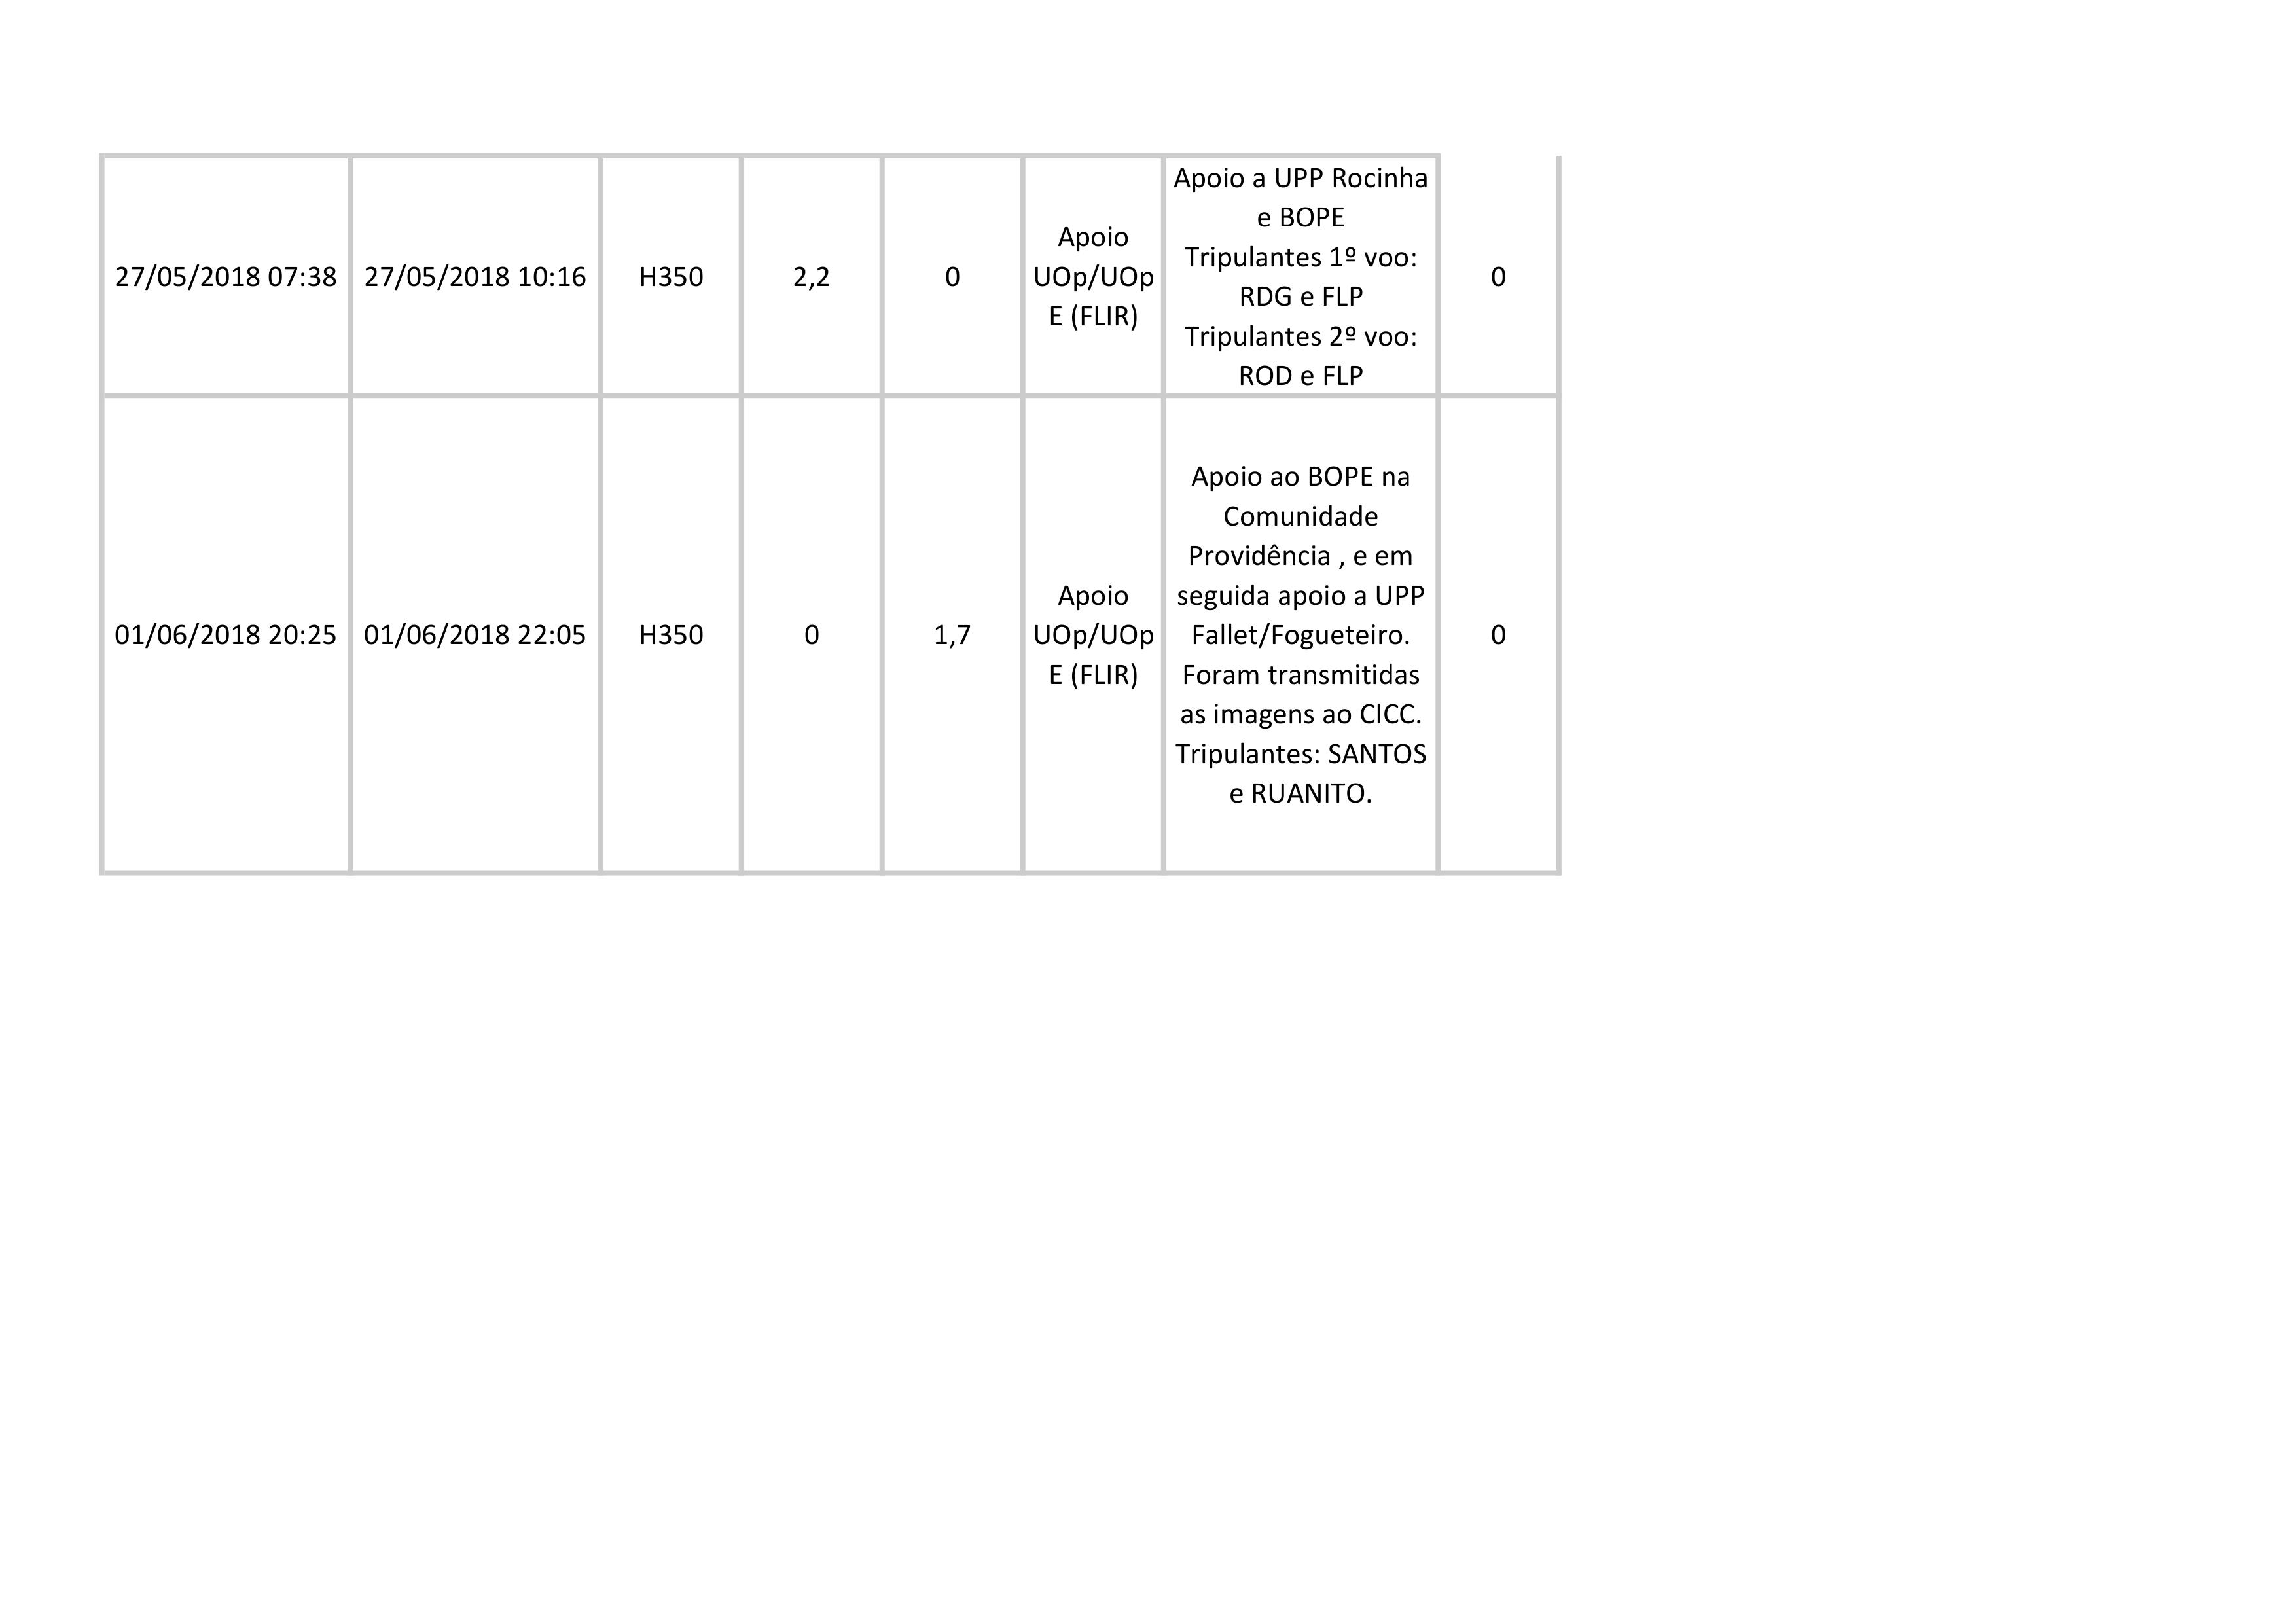 27/05/2018 07:38
27/05/2018 10:16
H350
2,2
0
Apoio
UOp/UOp
E (FLIR)
Apoio a UPP Rocinha
e BOPE
Tripulantes 1º voo:
RDG e FLP
Tripulantes 2º voo:
ROD e FLP
0
01/06/2018 20:25
01/06/2018 22:05
H350
0
1,7
Apoio
UOp/UOp
E (FLIR)
Apoio ao BOPE na
Comunidade
Providência , e em
seguida apoio a UPP
Fallet/Fogueteiro.
Foram transmitidas
as imagens ao CICC.
Tripulantes: SANTOS
e RUANITO.
0